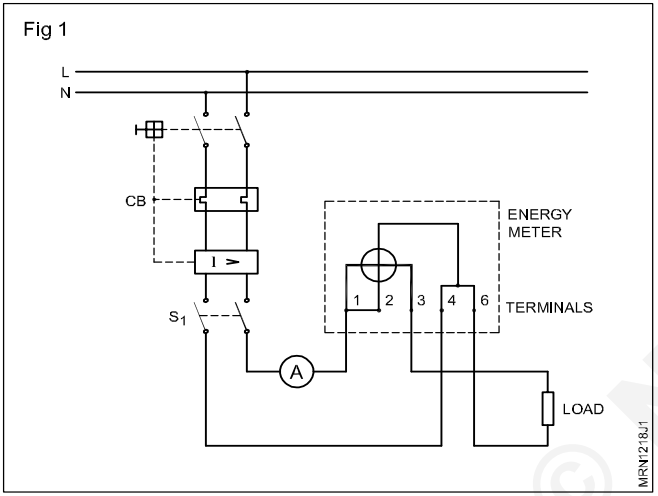 Fig 1
L
N
CB
I >
S1
A
ENERGY
METER
1 2 3 4 6
TERMINALS
LOAD
MRN1218J1
©